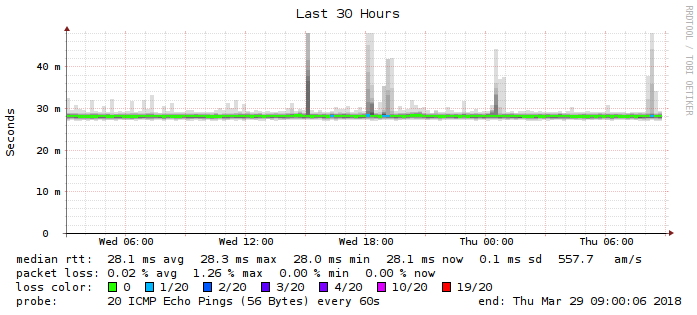 Last 30 Hours
RRDTOOL / TOBI OETIKER
Seconds
40 m
30 m
20 m
10 m
0
Wed 06:00 Wed 12:00 Wed 18:00 Thu 00:00 Thu 06:00
median rtt: 28.1 ms avg 28.3 ms max 28.0 ms min 28.1 ms now 0.1 ms sd 557.7 am/s
packet loss: 0.02 % avg 1.26 % max 0.00 % min 0.00 % now
loss color: 0 1/20 2/20 3/20 4/20 10/20 19/20
probe: 20 ICMP Echo Pings (56 Bytes) every 60s end: Thu Mar 29 09:00:06 2018